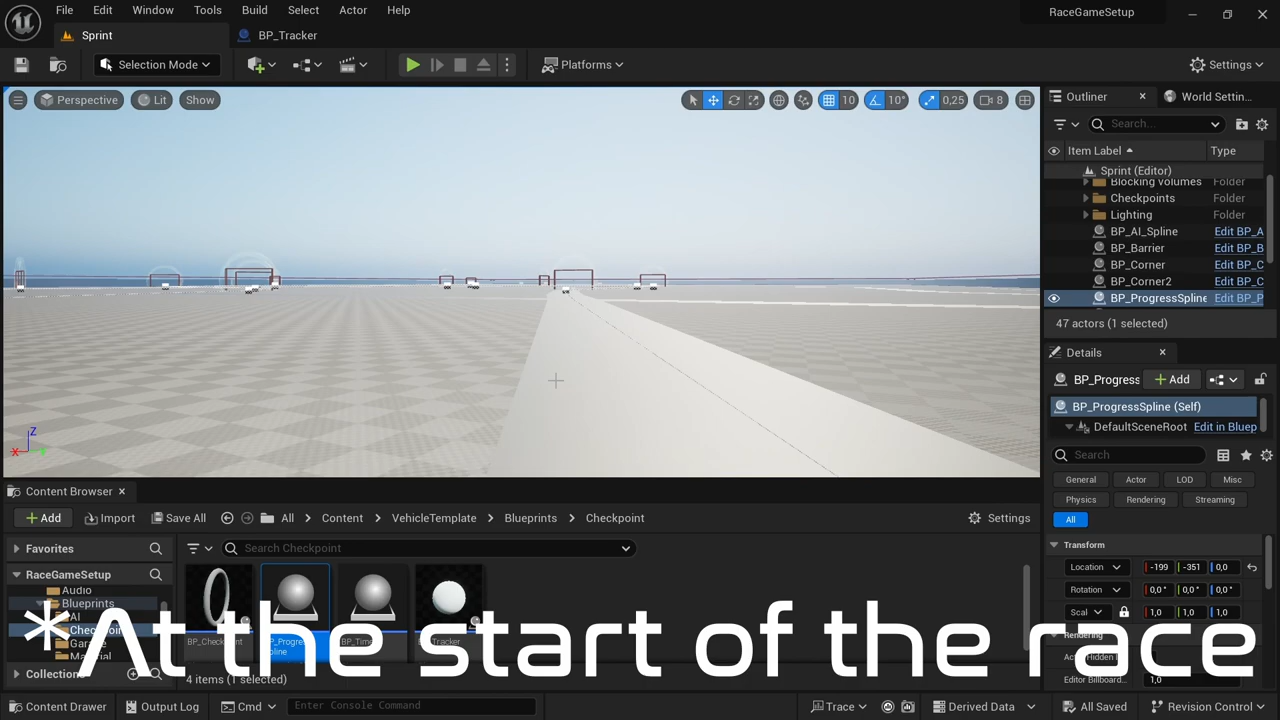 File Edit Window Tools Build Select Actor Help
RaceGameSetup
Sprint
BP_Tracker
Selection Mode
Platforms
Settings
Perspective
Lit
Show
10
10°
0,25
8
Outliner
World Settin...
Search...
Item Label
Type
Sprint (Editor)
Blocking Volumes Folder
Checkpoints Folder
Lighting Folder
BP_AI_Spline Edit BP_A
BP_Barrier Edit BP_B
BP_Corner Edit BP_C
BP_Corner2 Edit BP_C
BP_ProgressSpline Edit BP_P
47 actors (1 selected)
Details
BP_Progress
Add
BP_ProgressSpline (Self)
DefaultSceneRoot Edit in Bluep
Search
General Actor LOD Misc
Physics Rendering Streaming
All
Transform
Location -199 -351 0,0
Rotation 0,0° 0,0° 0,0°
Scal 1,0 1,0 1,0
Rendering
Editor Billboard... 1,0
Z
X
Content Browser
Add Import Save All All Content VehicleTemplate Blueprints Checkpoint Settings
Favorites
Search Checkpoint
RaceGameSetup
Audio
Blueprints
Material
Collection
4 items (1 selected)
*At the start of the race
Content Drawer Output Log Cmd Enter Console Command Trace Derived Data All Saved Revision Control